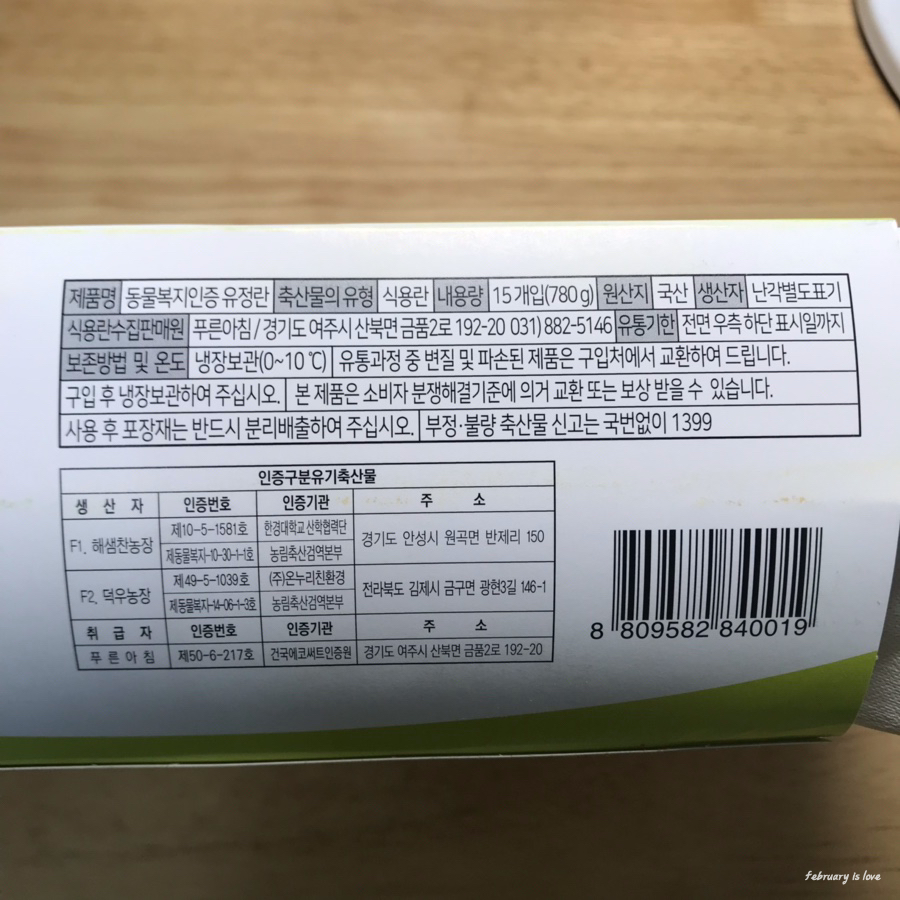 제품명 동물복지인증 유정란 축산물의 유형 식용란 내용량 15개입(780g) 원산지 국산 생산자 난각별도표기
식용란수집판매원 푸른아침 / 경기도 여주시 산북면 금품2로 192-20 031) 882-5146 유통기한 전면 우측 하단 표시일까지
보존방법 및 온도 냉장보관(0~10℃) 유통과정 중 변질 및 파손된 제품은 구입처에서 교환하여 드립니다.
구입 후 냉장보관하여 주십시오. 본 제품은 소비자 분쟁해결기준에 의거 교환 또는 보상 받을 수 있습니다.
사용 후 포장재는 반드시 분리배출하여 주십시오. 부정·불량 축산물 신고는 국번없이 1399
인증구분유기축산물
생 산 자 인증번호 인증기관 주 소
F1. 해샘찬농장 제10-5-1581호 한경대학교 산학협력단 경기도 안성시 원곡면 반제리 150
제동물복지-10-30-1-1호 농림축산검역본부
F2. 덕우농장 제49-5-1039호 (주)온누리친환경 전라북도 김제시 금구면 광현3길 146-1
제동물복지-14-06-1-3호 농림축산검역본부
취 급 자 인증번호 인증기관 주 소
푸 른 아 침 제50-6-217호 건국에코써트인증원 경기도 여주시 산북면 금품2로 192-20
8 809582 840019
february is love